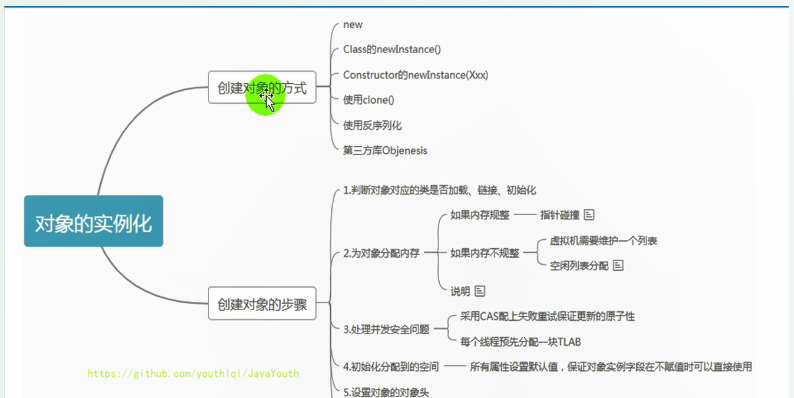 对象的实例化
创建对象的方式
new
Class的newInstance()
Constructor的newInstance(Xxx)
使用clone()
使用反序列化
第三方库Objenesis
创建对象的步骤
1.判断对象对应的类是否加载、链接、初始化
2.为对象分配内存
如果内存规整
指针碰撞
如果内存不规整
虚拟机需要维护一个列表
空闲列表分配
说明
3.处理并发安全问题
采用CAS配上失败重试保证更新的原子性
每个线程预先分配一块TLAB
4.初始化分配到的空间
所有属性设置默认值，保证对象实例字段在不赋值时可以直接使用
5.设置对象的对象头
https://github.com/youthlql/JavaYouth